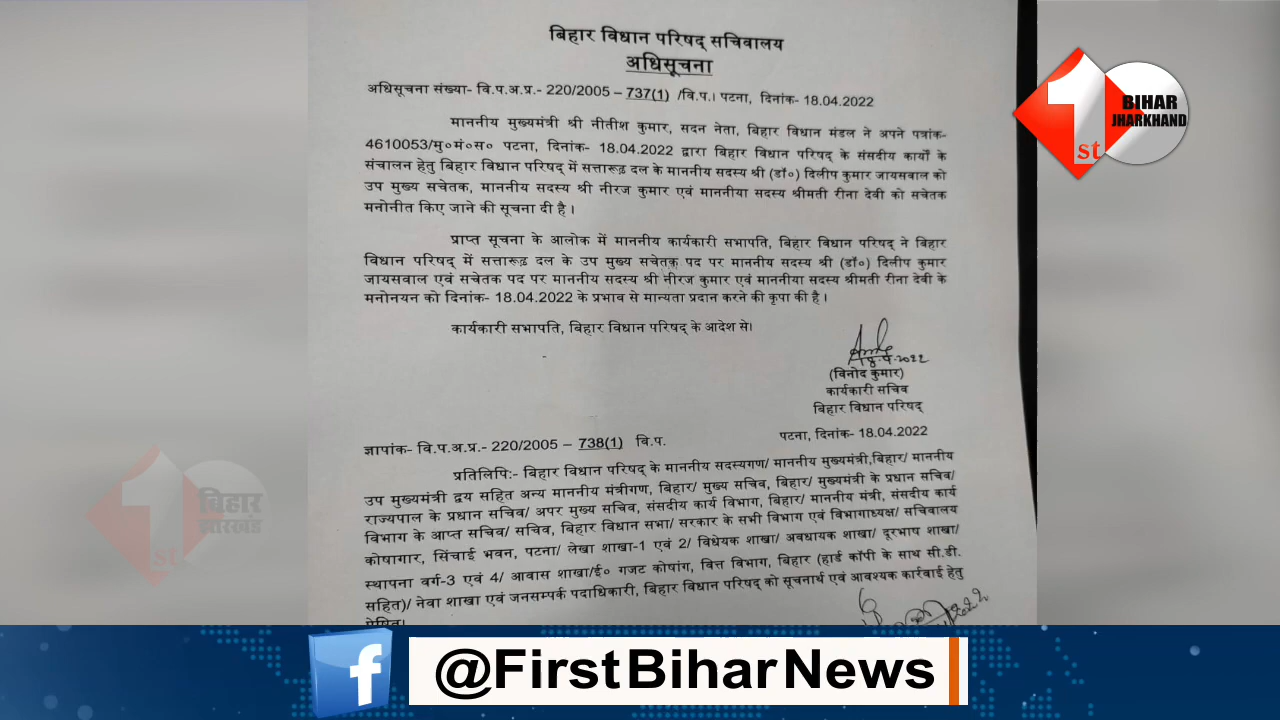 बिहार विधान परिषद् सचिवालय
अधिसूचना
अधिसूचना संख्या- वि.प.अ.प्र.- 220/2005 – 737(1) /वि.प.। पटना, दिनांक- 18.04.2022
माननीय मुख्यमंत्री श्री नीतीश कुमार, सदन नेता, बिहार विधान मंडल ने अपने पत्रांक-
4610053/मु०मं०स० पटना, दिनांक- 18.04.2022 द्वारा बिहार विधान परिषद् के संसदीय कार्यों के
संचालन हेतु बिहार विधान परिषद् में सत्तारूढ़ दल के माननीय सदस्य श्री (डॉ०) दिलीप कुमार जायसवाल को
उप मुख्य सचेतक, माननीय सदस्य श्री नीरज कुमार एवं माननीया सदस्य श्रीमती रीना देवी को सचेतक
मनोनीत किए जाने की सूचना दी है।
प्राप्त सूचना के आलोक में माननीय कार्यकारी सभापति, बिहार विधान परिषद् ने बिहार
विधान परिषद् में सत्तारूढ़ दल के उप मुख्य सचेतक पद पर माननीय सदस्य श्री (डॉ०) दिलीप कुमार
जायसवाल एवं सचेतक पद पर माननीय सदस्य श्री नीरज कुमार एवं माननीया सदस्य श्रीमती रीना देवी के
मनोनयन को दिनांक- 18.04.2022 के प्रभाव से मान्यता प्रदान करने की कृपा की है।
कार्यकारी सभापति, बिहार विधान परिषद् के आदेश से।
(विनोद कुमार)
कार्यकारी सचिव
बिहार विधान परिषद्
ज्ञापांक- वि.प.अ.प्र.- 220/2005 – 738(1) वि.प. पटना, दिनांक- 18.04.2022
प्रतिलिपिः- बिहार विधान परिषद् के माननीय सदस्यगण/ माननीय मुख्यमंत्री,बिहार/ माननीय
उप मुख्यमंत्री द्वय सहित अन्य माननीय मंत्रीगण, बिहार/ मुख्य सचिव, बिहार/ मुख्यमंत्री के प्रधान सचिव/
राज्यपाल के प्रधान सचिव/ अपर मुख्य सचिव, संसदीय कार्य विभाग, बिहार/ माननीय मंत्री, संसदीय कार्य
विभाग के आप्त सचिव/ सचिव, बिहार विधान सभा/ सरकार के सभी विभाग एवं विभागाध्यक्ष/ सचिवालय
कोषागार, सिंचाई भवन, पटना/ लेखा शाखा-1 एवं 2/ विधेयक शाखा/ अवधायक शाखा/ दूरभाष शाखा/
स्थापना वर्ग-3 एवं 4/ आवास शाखा/ई० गजट कोषांग, वित्त विभाग, बिहार (हार्ड कॉपी के साथ सी.डी.
सहित)/ नेवा शाखा एवं जनसम्पर्क पदाधिकारी, बिहार विधान परिषद् को सूचनार्थ एवं आवश्यक कार्रवाई हेतु
1st
BIHAR
JHARKHAND
1st
बिहार
झारखंड
@FirstBiharNews